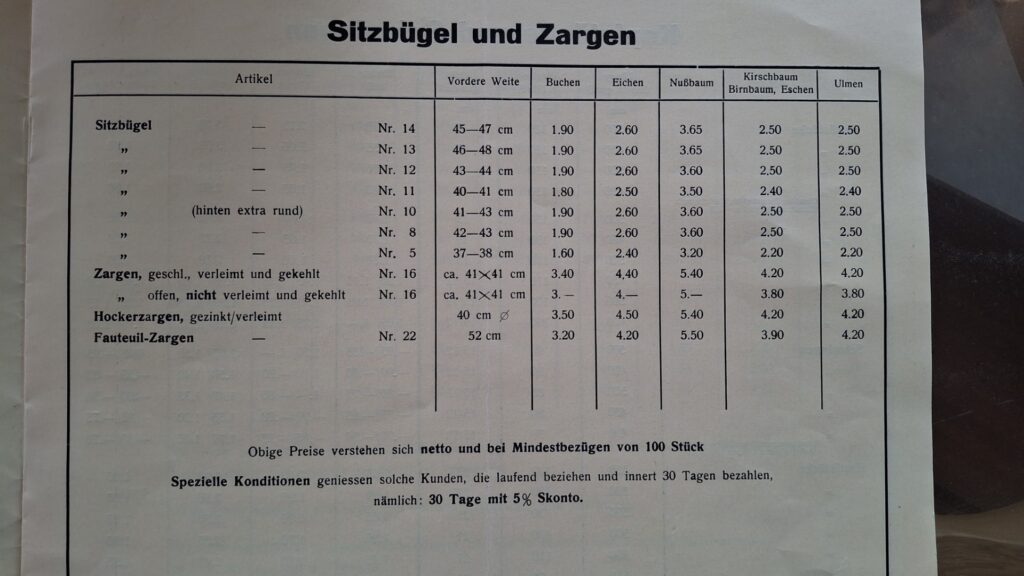 Sitzbügel und Zargen
Artikel Vordere Weite Buchen Eichen Nußbaum Kirschbaum Birnbaum, Eschen Ulmen
Sitzbügel — Nr. 14 45—47 cm 1.90 2.60 3.65 2.50 2.50
„ — Nr. 13 46—48 cm 1.90 2.60 3.65 2.50 2.50
„ — Nr. 12 43—44 cm 1.90 2.60 3.60 2.50 2.50
„ — Nr. 11 40—41 cm 1.80 2.50 3.50 2.40 2.40
„ (hinten extra rund) Nr. 10 41—43 cm 1.90 2.60 3.60 2.50 2.50
„ — Nr. 8 42—43 cm 1.90 2.60 3.60 2.50 2.50
„ — Nr. 5 37—38 cm 1.60 2.40 3.20 2.20 2.20
Zargen, geschl., verleimt und gekehlt Nr. 16 ca. 41×41 cm 3.40 4.40 5.40 4.20 4.20
„ offen, nicht verleimt und gekehlt Nr. 16 ca. 41×41 cm 3.— 4.— 5.— 3.80 3.80
Hockerzargen, gezinkt/verleimt 40 cm ⌀ 3.50 4.50 5.40 4.20 4.20
Fauteuil-Zargen — Nr. 22 52 cm 3.20 4.20 5.50 3.90 4.20
Obige Preise verstehen sich netto und bei Mindestbezügen von 100 Stück
Spezielle Konditionen geniessen solche Kunden, die laufend beziehen und innert 30 Tagen bezahlen,
nämlich: 30 Tage mit 5% Skonto.